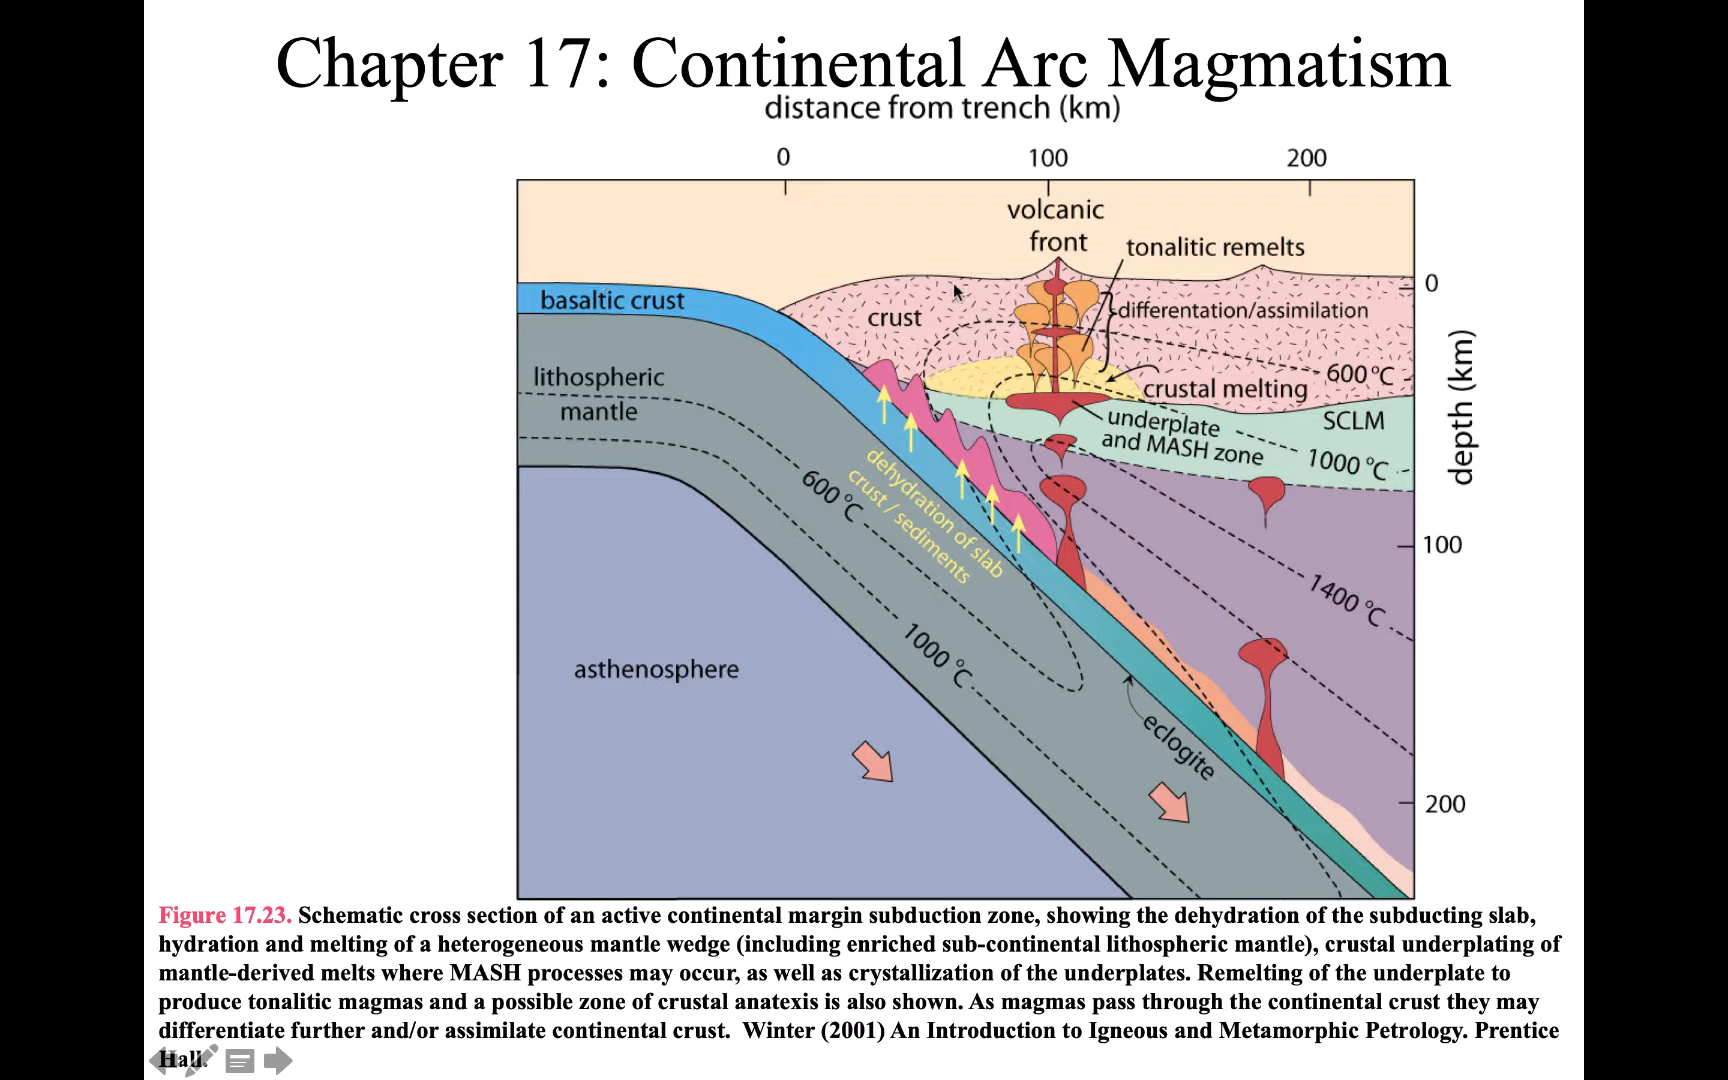 Chapter 17: Continental Arc Magmatism
distance from trench (km)
0
100
200
volcanic
front
tonalitic remelts
basaltic crust
0
crust
differentation/assimilation
lithospheric
mantle
600 °C
crustal melting
SCLM
underplate
and MASH zone
1000 °C
depth (km)
dehydration of slab
crust / sediments
600 °C
100
1400 °C
1000 °C
asthenosphere
eclogite
200
Figure 17.23. Schematic cross section of an active continental margin subduction zone, showing the dehydration of the subducting slab,
hydration and melting of a heterogeneous mantle wedge (including enriched sub-continental lithospheric mantle), crustal underplating of
mantle-derived melts where MASH processes may occur, as well as crystallization of the underplates. Remelting of the underplate to
produce tonalitic magmas and a possible zone of crustal anatexis is also shown. As magmas pass through the continental crust they may
differentiate further and/or assimilate continental crust. Winter (2001) An Introduction to Igneous and Metamorphic Petrology. Prentice
Hall.